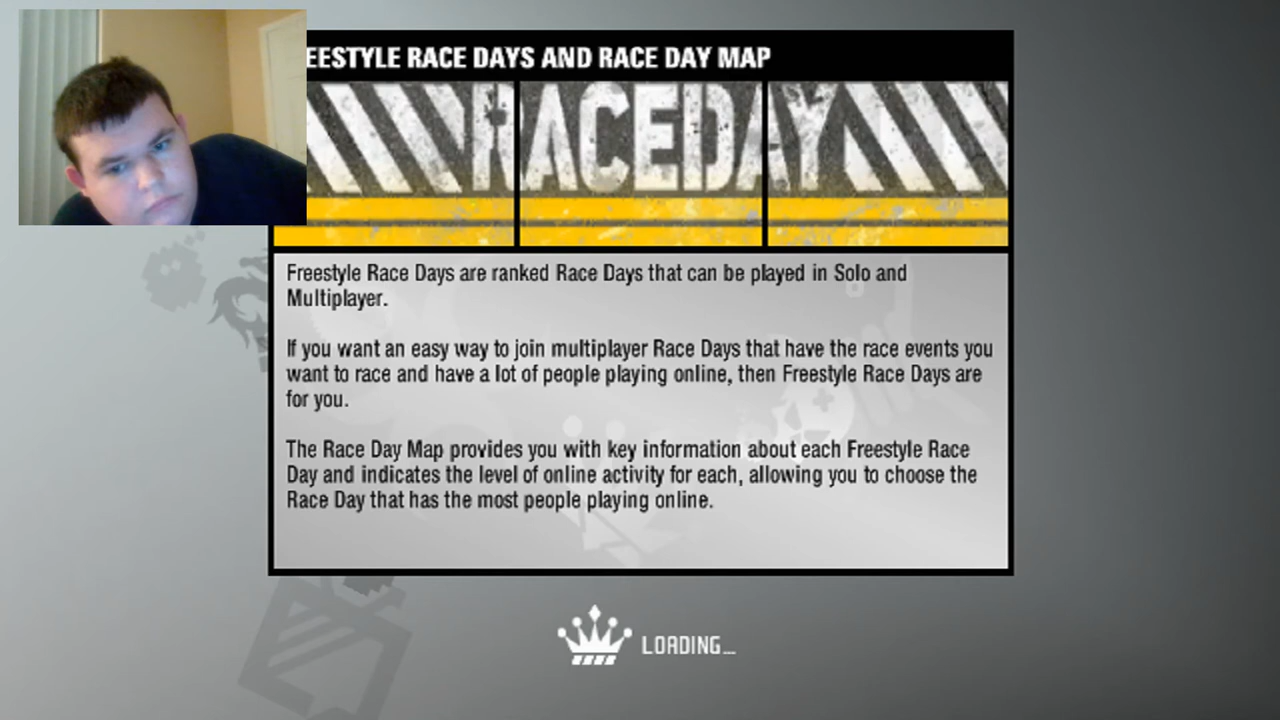 EESTYLE RACE DAYS AND RACE DAY MAP
RACEDAY
Freestyle Race Days are ranked Race Days that can be played in Solo and
Multiplayer.
If you want an easy way to join multiplayer Race Days that have the race events you
want to race and have a lot of people playing online, then Freestyle Race Days are
for you.
The Race Day Map provides you with key information about each Freestyle Race
Day and indicates the level of online activity for each, allowing you to choose the
Race Day that has the most people playing online.
LOADING...